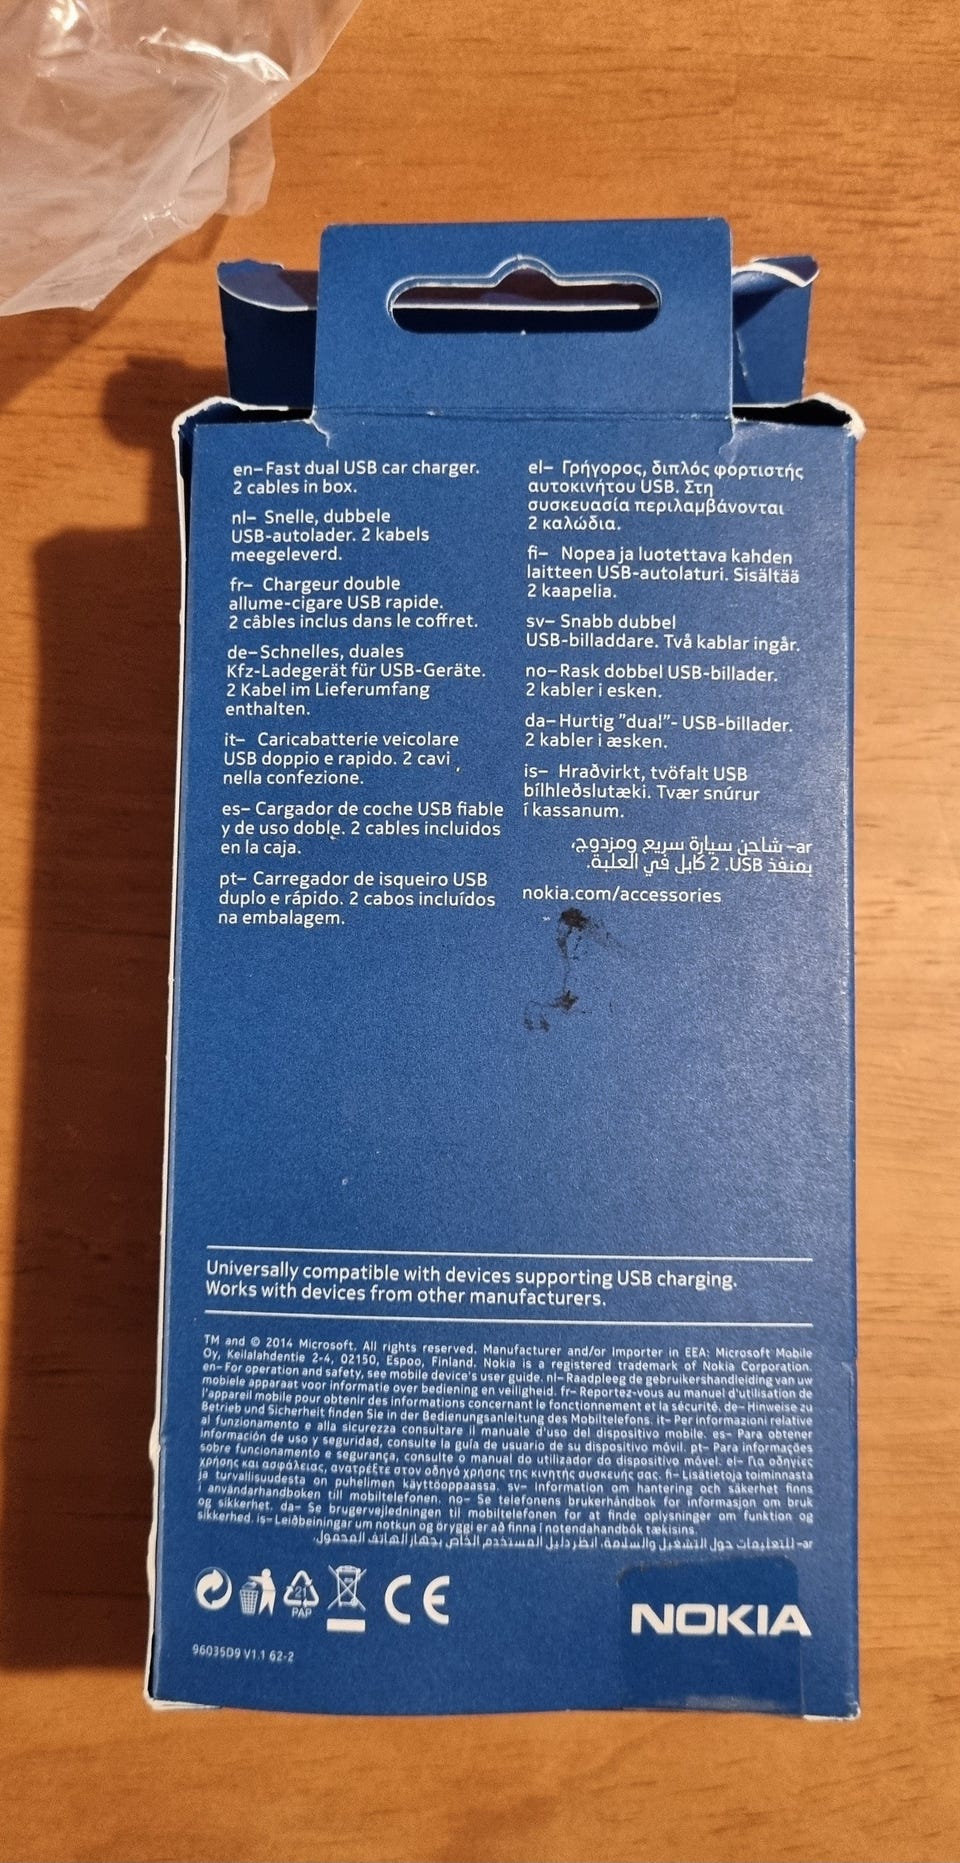 en– Fast dual USB car charger.
2 cables in box.
nl– Snelle, dubbele
USB-autolader. 2 kabels
meegeleverd.
fr– Chargeur double
allume-cigare USB rapide.
2 câbles inclus dans le coffret.
de– Schnelles, duales
Kfz-Ladegerät für USB-Geräte.
2 Kabel im Lieferumfang
enthalten.
it– Caricabatterie veicolare
USB doppio e rapido. 2 cavi
nella confezione.
es– Cargador de coche USB fiable
y de uso doble. 2 cables incluidos
en la caja.
pt– Carregador de isqueiro USB
duplo e rápido. 2 cabos incluídos
na embalagem.
el– Γρήγορος, διπλός φορτιστής
αυτοκινήτου USB. Στη
συσκευασία περιλαμβάνονται
2 καλώδια.
fi– Nopea ja luotettava kahden
laitteen USB-autolaturi. Sisältää
2 kaapelia.
sv– Snabb dubbel
USB-billaddare. Två kablar ingår.
no– Rask dobbel USB-billader.
2 kabler i esken.
da– Hurtig "dual"- USB-billader.
2 kabler i æsken.
is– Hraðvirkt, tvöfalt USB
bílhleðslutæki. Tvær snúrur
í kassanum.
ar– شاحن سيارة سريع ومزدوج،
بمنفذ USB. 2 كابل في العلبة.
nokia.com/accessories
Universally compatible with devices supporting USB charging.
Works with devices from other manufacturers.
TM and © 2014 Microsoft. All rights reserved. Manufacturer and/or Importer in EEA: Microsoft Mobile
Oy, Keilalahdentie 2-4, 02150, Espoo, Finland. Nokia is a registered trademark of Nokia Corporation.
en– For operation and safety, see mobile device's user guide. nl– Raadpleeg de gebruikershandleiding van uw
mobiele apparaat voor informatie over bediening en veiligheid. fr– Reportez-vous au manuel d'utilisation de
l'appareil mobile pour obtenir des informations concernant le fonctionnement et la sécurité. de– Hinweise zu
Betrieb und Sicherheit finden Sie in der Bedienungsanleitung des Mobiltelefons. it– Per informazioni relative
al funzionamento e alla sicurezza consultare il manuale d'uso del dispositivo mobile. es– Para obtener
información de uso y seguridad, consulte la guía de usuario de su dispositivo móvil. pt– Para informações
sobre funcionamento e segurança, consulte o manual do utilizador do dispositivo móvel. el– Για οδηγίες
χρήσης και ασφάλειας, ανατρέξτε στον οδηγό χρήσης της κινητής συσκευής σας. fi– Lisätietoja toiminnasta
ja turvallisuudesta on puhelimen käyttöoppaassa. sv– Information om hantering och säkerhet finns
i användarhandboken till mobiltelefonen. no– Se telefonens brukerhåndbok for informasjon om bruk
og sikkerhet. da– Se brugervejledningen til mobiltelefonen for at finde oplysninger om funktion og
sikkerhed. is– Leiðbeiningar um notkun og öryggi er að finna í notendahandbók tækisins.
ar– للتعليمات حول التشغيل والسلامة، انظر دليل المستخدم الخاص بجهاز الهاتف المحمول.
21
PAP
CE
NOKIA
96035D9 V1.1 62-2